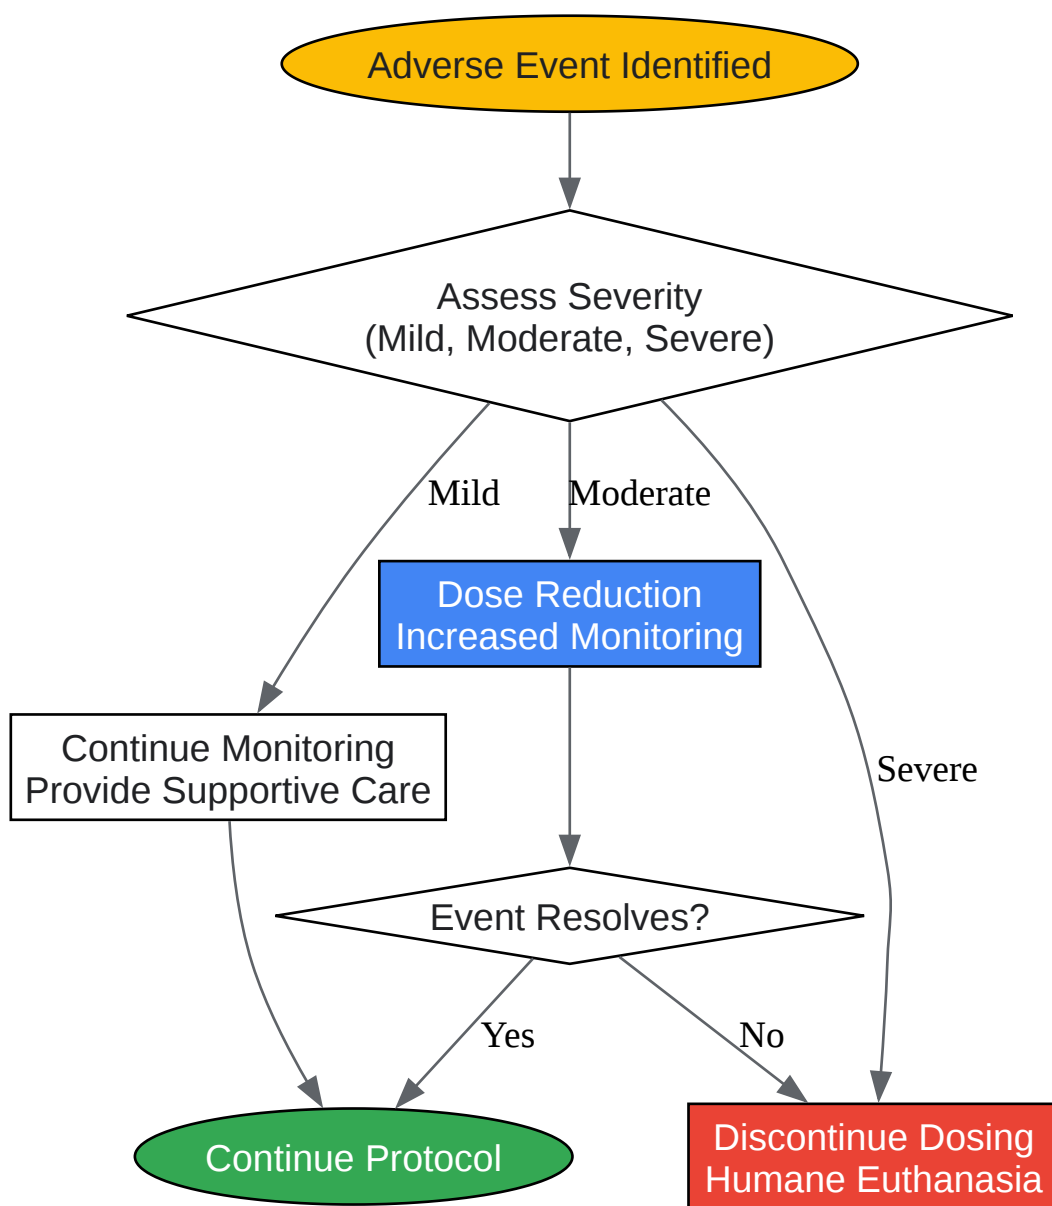 Adverse Event Identified
Assess Severity
(Mild, Moderate, Severe)
Mild
Moderate
Dose Reduction
Increased Monitoring
Continue Monitoring
Provide Supportive Care
Severe
Event Resolves?
Yes
No
Continue Protocol
Discontinue Dosing
Humane Euthanasia